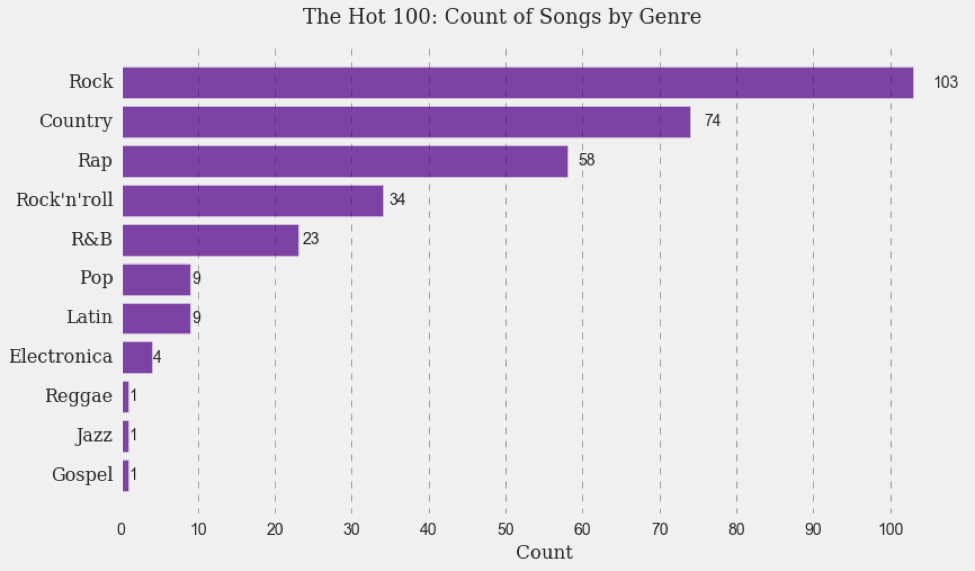 The Hot 100: Count of Songs by Genre
Rock 103
Country 74
Rap 58
Rock'n'roll 34
R&B 23
Pop 9
Latin 9
Electronica 4
Reggae 1
Jazz 1
Gospel 1
0 10 20 30 40 50 60 70 80 90 100
Count